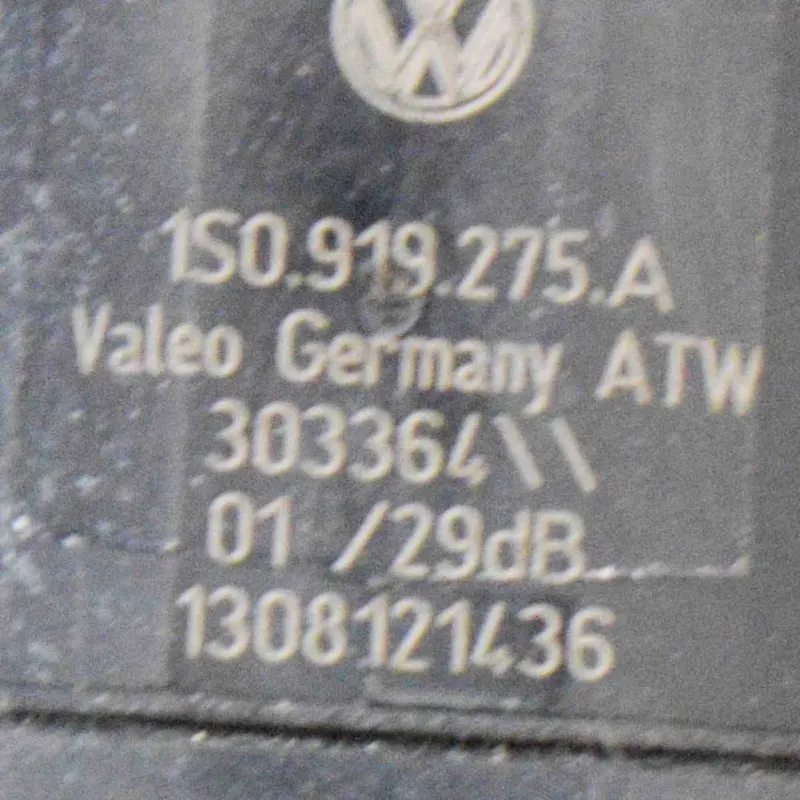 1S0.919.275.A
Valeo Germany ATW
303364\\
01 /29dB
1308121436